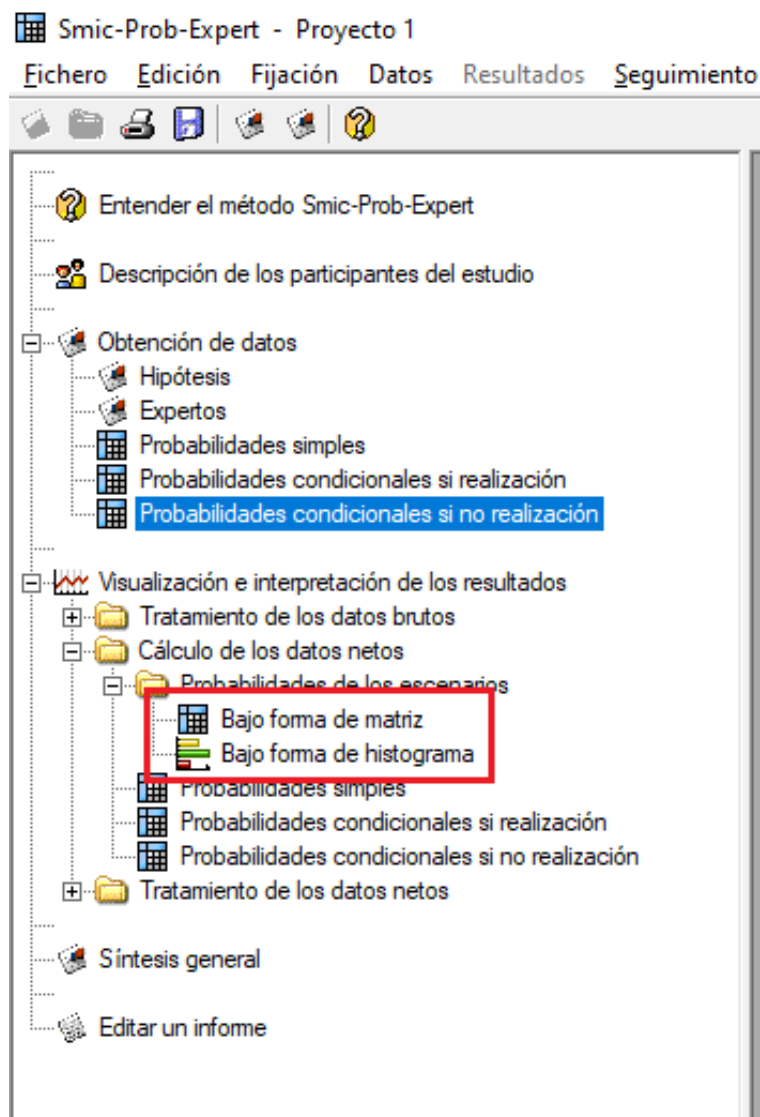 Smic-Prob-Expert - Proyecto 1
Fichero Edición Fijación Datos Resultados Seguimiento
Entender el método Smic-Prob-Expert
Descripción de los participantes del estudio
Obtención de datos
Hipótesis
Expertos
Probabilidades simples
Probabilidades condicionales si realización
Probabilidades condicionales si no realización
Visualización e interpretación de los resultados
Tratamiento de los datos brutos
Cálculo de los datos netos
Probabilidades de los escenarios
Bajo forma de matriz
Bajo forma de histograma
Probabilidades simples
Probabilidades condicionales si realización
Probabilidades condicionales si no realización
Tratamiento de los datos netos
Síntesis general
Editar un informe